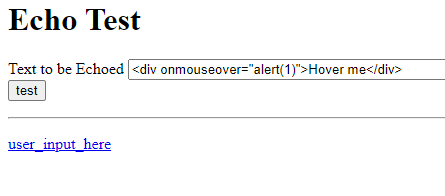 Echo Test
Text to be Echoed <div onmouseover="alert(1)">Hover me</div>
test
user_input_here